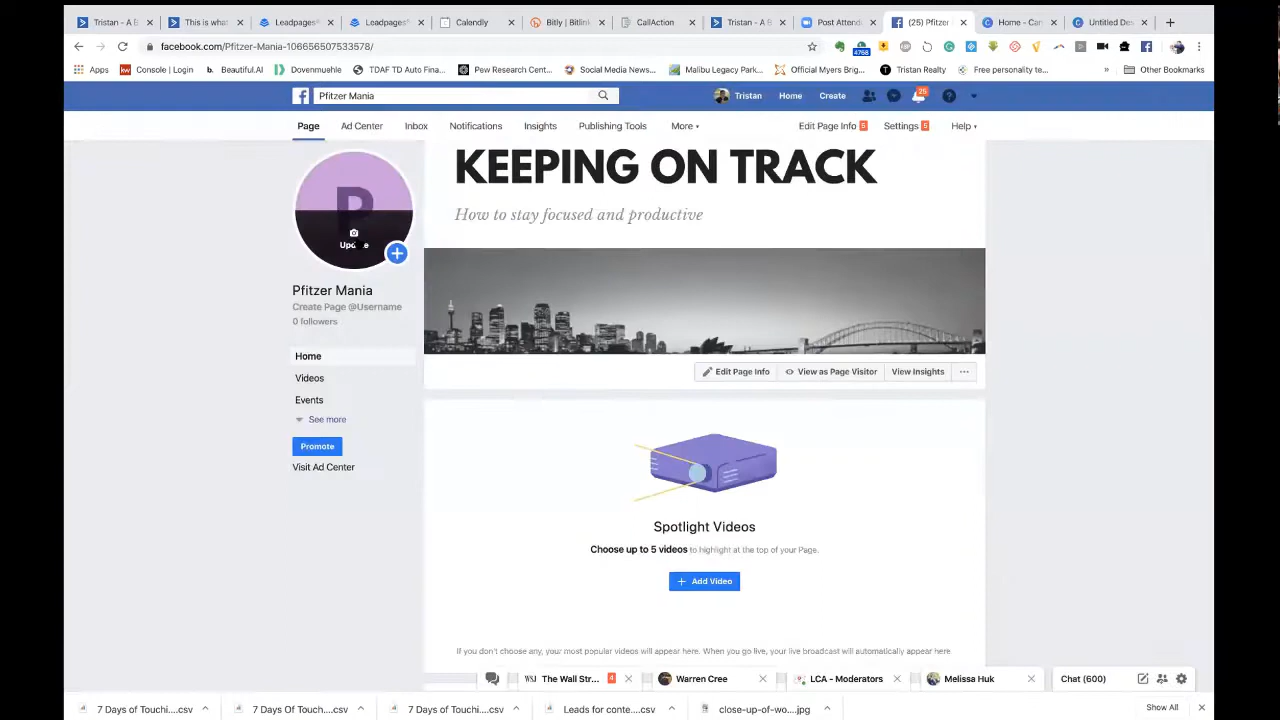 Tristan - A B
This is what
Leadpages®
Leadpages®
Calendly
Bitly | Bitlink
CallAction
Tristan - A B
Post Attend
(25) Pfitzer
Home - Can
Untitled Des
facebook.com/Pfitzer-Mania-106656507533578/
4768
Apps
Console | Login
b. Beautiful.AI
Dovenmuehle
TDAF TD Auto Fina...
Pew Research Cent...
Social Media News...
Malibu Legacy Park...
Official Myers Brig...
Tristan Realty
Free personality te...
»
Other Bookmarks
Pfitzer Mania
Tristan
Home
Create
25
Page
Ad Center
Inbox
Notifications
Insights
Publishing Tools
More
Edit Page Info 5
Settings 5
Help
KEEPING ON TRACK
How to stay focused and productive
P
Update
Pfitzer Mania
Create Page @Username
0 followers
Home
Videos
Events
See more
Promote
Visit Ad Center
Edit Page Info
View as Page Visitor
View Insights
...
Spotlight Videos
Choose up to 5 videos to highlight at the top of your Page.
+ Add Video
If you don't choose any, your most popular videos will appear here. When you go live, your live broadcast will automatically appear here
The Wall Str... 4
Warren Cree
LCA - Moderators
Melissa Huk
Chat (600)
7 Days of Touchi....csv
7 Days Of Touch....csv
7 Days of Touchi....csv
Leads for conte....csv
close-up-of-wo....jpg
Show All